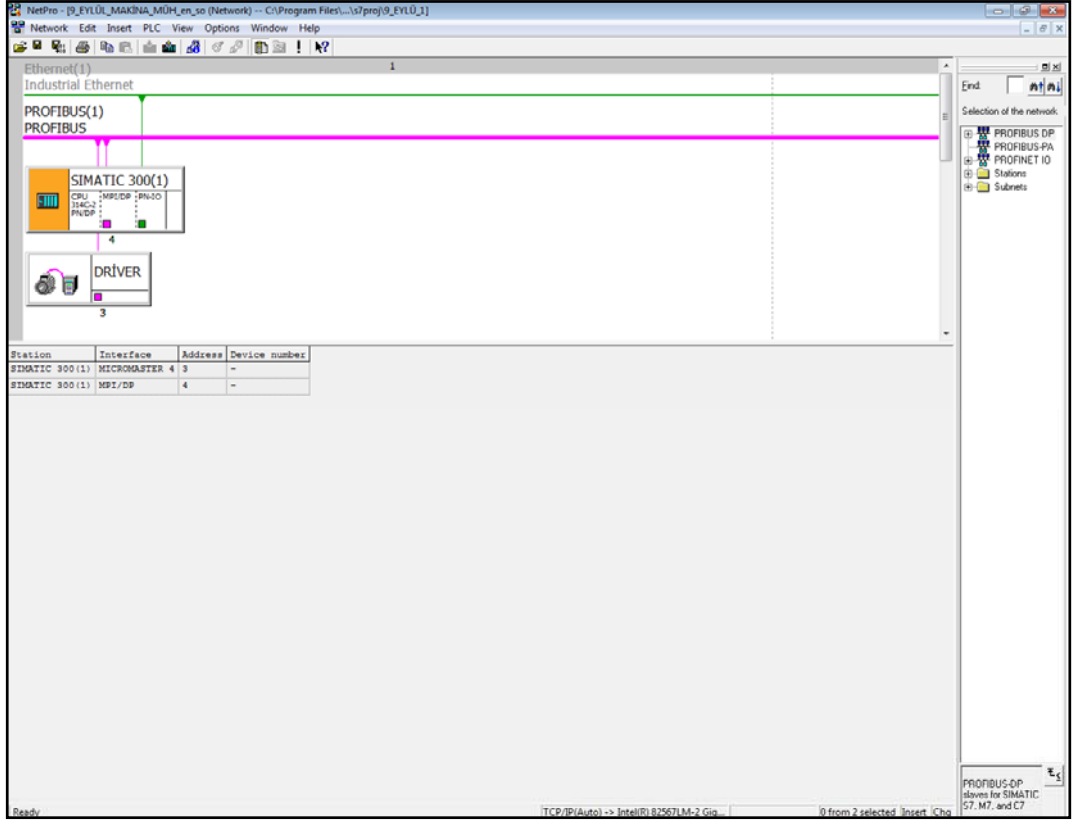 NetPro - [9_EYLÜL_MAKİNA_MÜH_en_so (Network) -- C:\Program Files\...\s7proj\9_EYLÜ_1]
Network Edit Insert PLC View Options Window Help
Ethernet(1)
1
Industrial Ethernet
PROFIBUS(1)
PROFIBUS
SIMATIC 300(1)
CPU
314C-2
PN/DP
MPI/DP
PN-IO
4
DRİVER
3
Find
Selection of the network
PROFIBUS DP
PROFIBUS-PA
PROFINET IO
Stations
Subnets
Station Interface Address Device number
SIMATIC 300(1) MICROMASTER 4 3 -
SIMATIC 300(1) MPI/DP 4 -
PROFIBUS-DP
slaves for SIMATIC
S7, M7, and C7
Ready TCP/IP(Auto) -> Intel(R) 82567LM-2 Gig... 0 from 2 selected Insert Chg